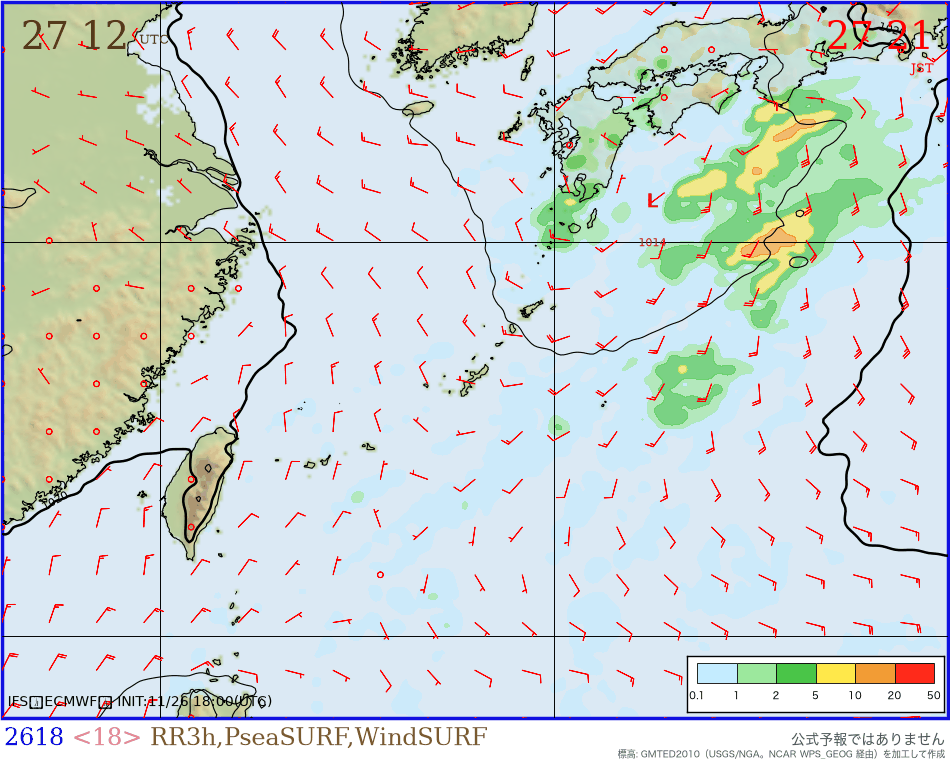 27 12 UTC
27 21
JST
L
1014
IFS ECMWF INIT:11/26 18:00(UTC)
0.1 1 2 5 10 20 50
2618 <18> RR3h,PseaSURF,WindSURF
公式予報ではありません
標高: GMTED2010（USGS/NGA。NCAR WPS_GEOG 経由）を加工して作成